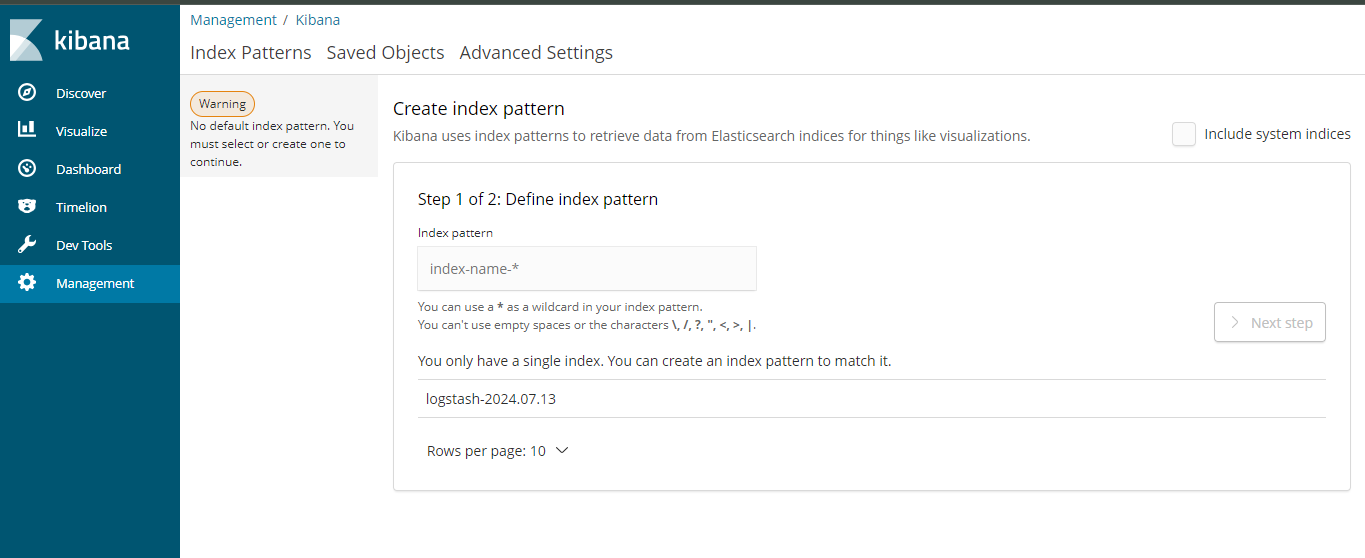 kibana
Discover
Visualize
Dashboard
Timelion
Dev Tools
Management
Management / Kibana
Index Patterns Saved Objects Advanced Settings
Warning
No default index pattern. You
must select or create one to
continue.
Create index pattern
Kibana uses index patterns to retrieve data from Elasticsearch indices for things like visualizations.
Include system indices
Step 1 of 2: Define index pattern
Index pattern
index-name-*
You can use a * as a wildcard in your index pattern.
You can't use empty spaces or the characters \, /, ?, ", <, >, |.
Next step
You only have a single index. You can create an index pattern to match it.
logstash-2024.07.13
Rows per page: 10